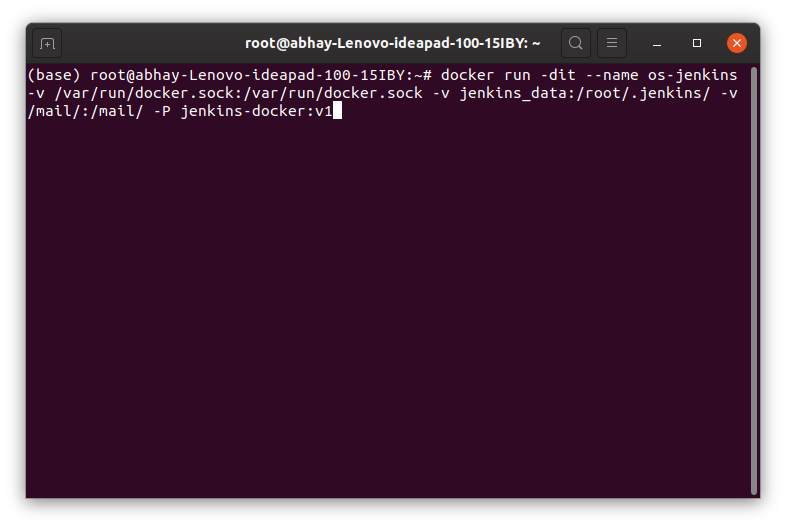 root@abhay-Lenovo-ideapad-100-15IBY: ~
(base) root@abhay-Lenovo-ideapad-100-15IBY:~# docker run -dit --name os-jenkins
-v /var/run/docker.sock:/var/run/docker.sock -v jenkins_data:/root/.jenkins/ -v
/mail/:/mail/ -P jenkins-docker:v1